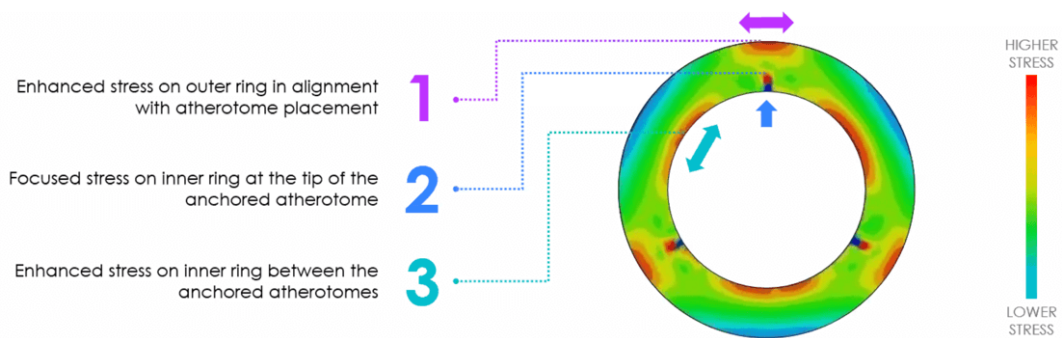 Enhanced stress on outer ring in alignment
with atherotome placement
1
Focused stress on inner ring at the tip of the
anchored atherotome
2
Enhanced stress on inner ring between the
anchored atherotomes
3
HIGHER
STRESS
LOWER
STRESS